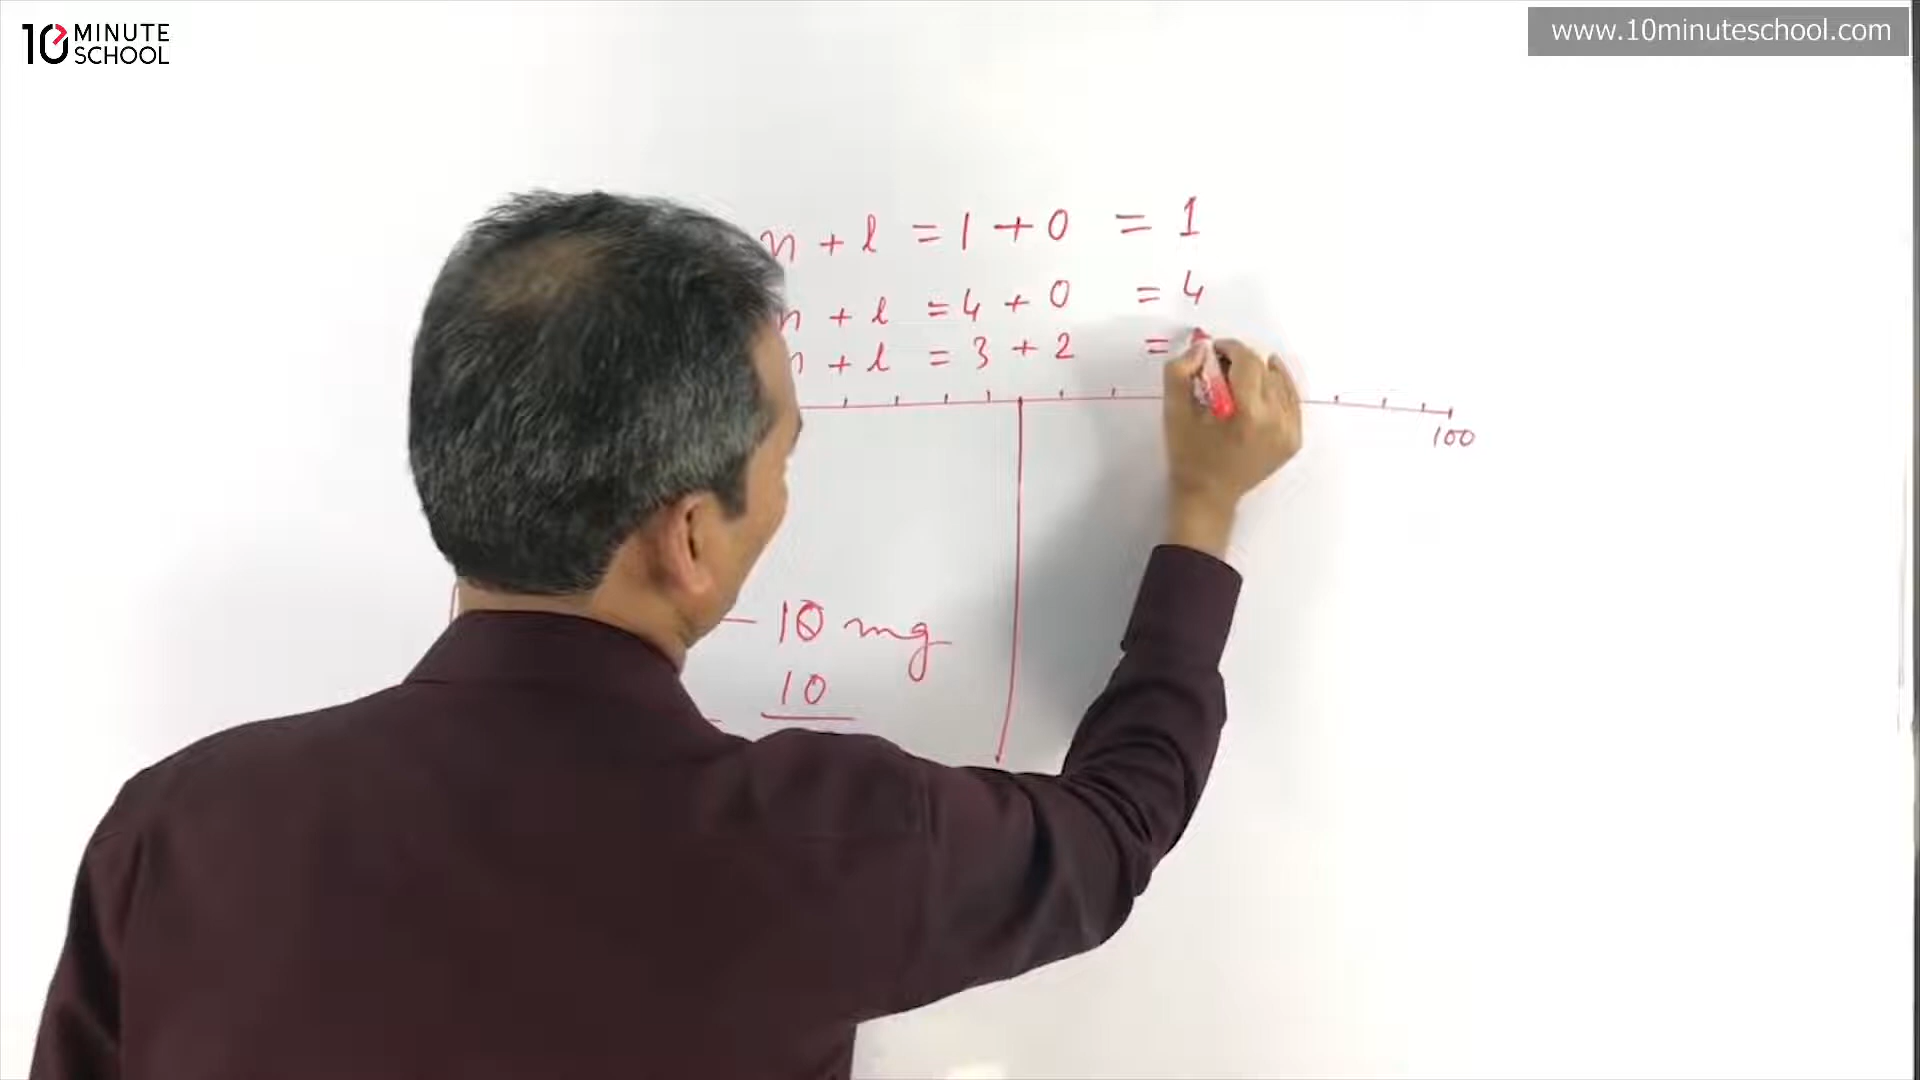 10 MINUTE SCHOOL
www.10minuteschool.com
n + l = 1 + 0 = 1
n + l = 4 + 0 = 4
n + l = 3 + 2 =
100
— 10 mg
10